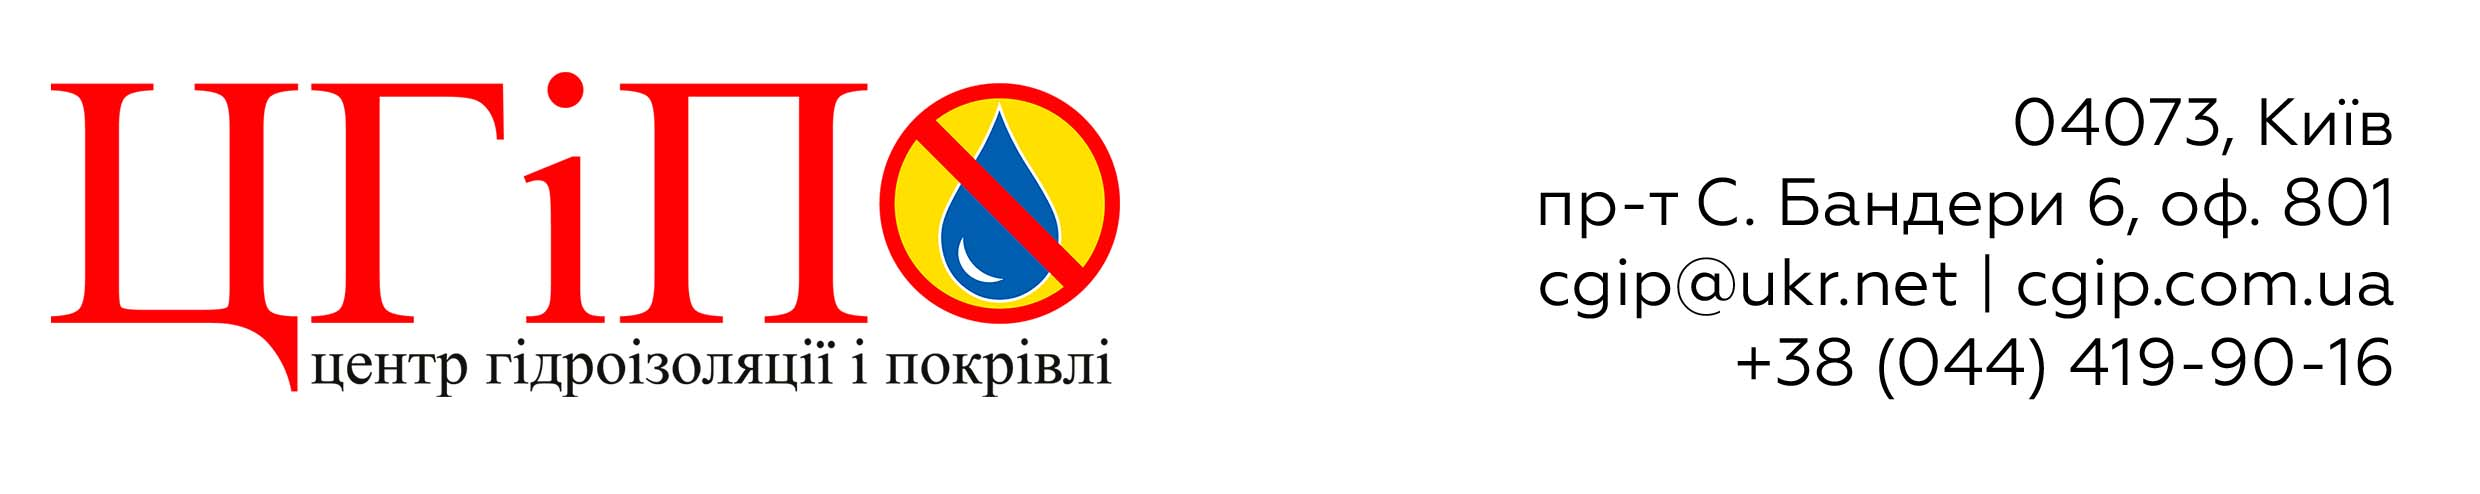 ЦГіП
центр гідроізоляції і покрівлі
04073, Київ
пр-т С. Бандери 6, оф. 801
cgip@ukr.net | cgip.com.ua
+38 (044) 419-90-16